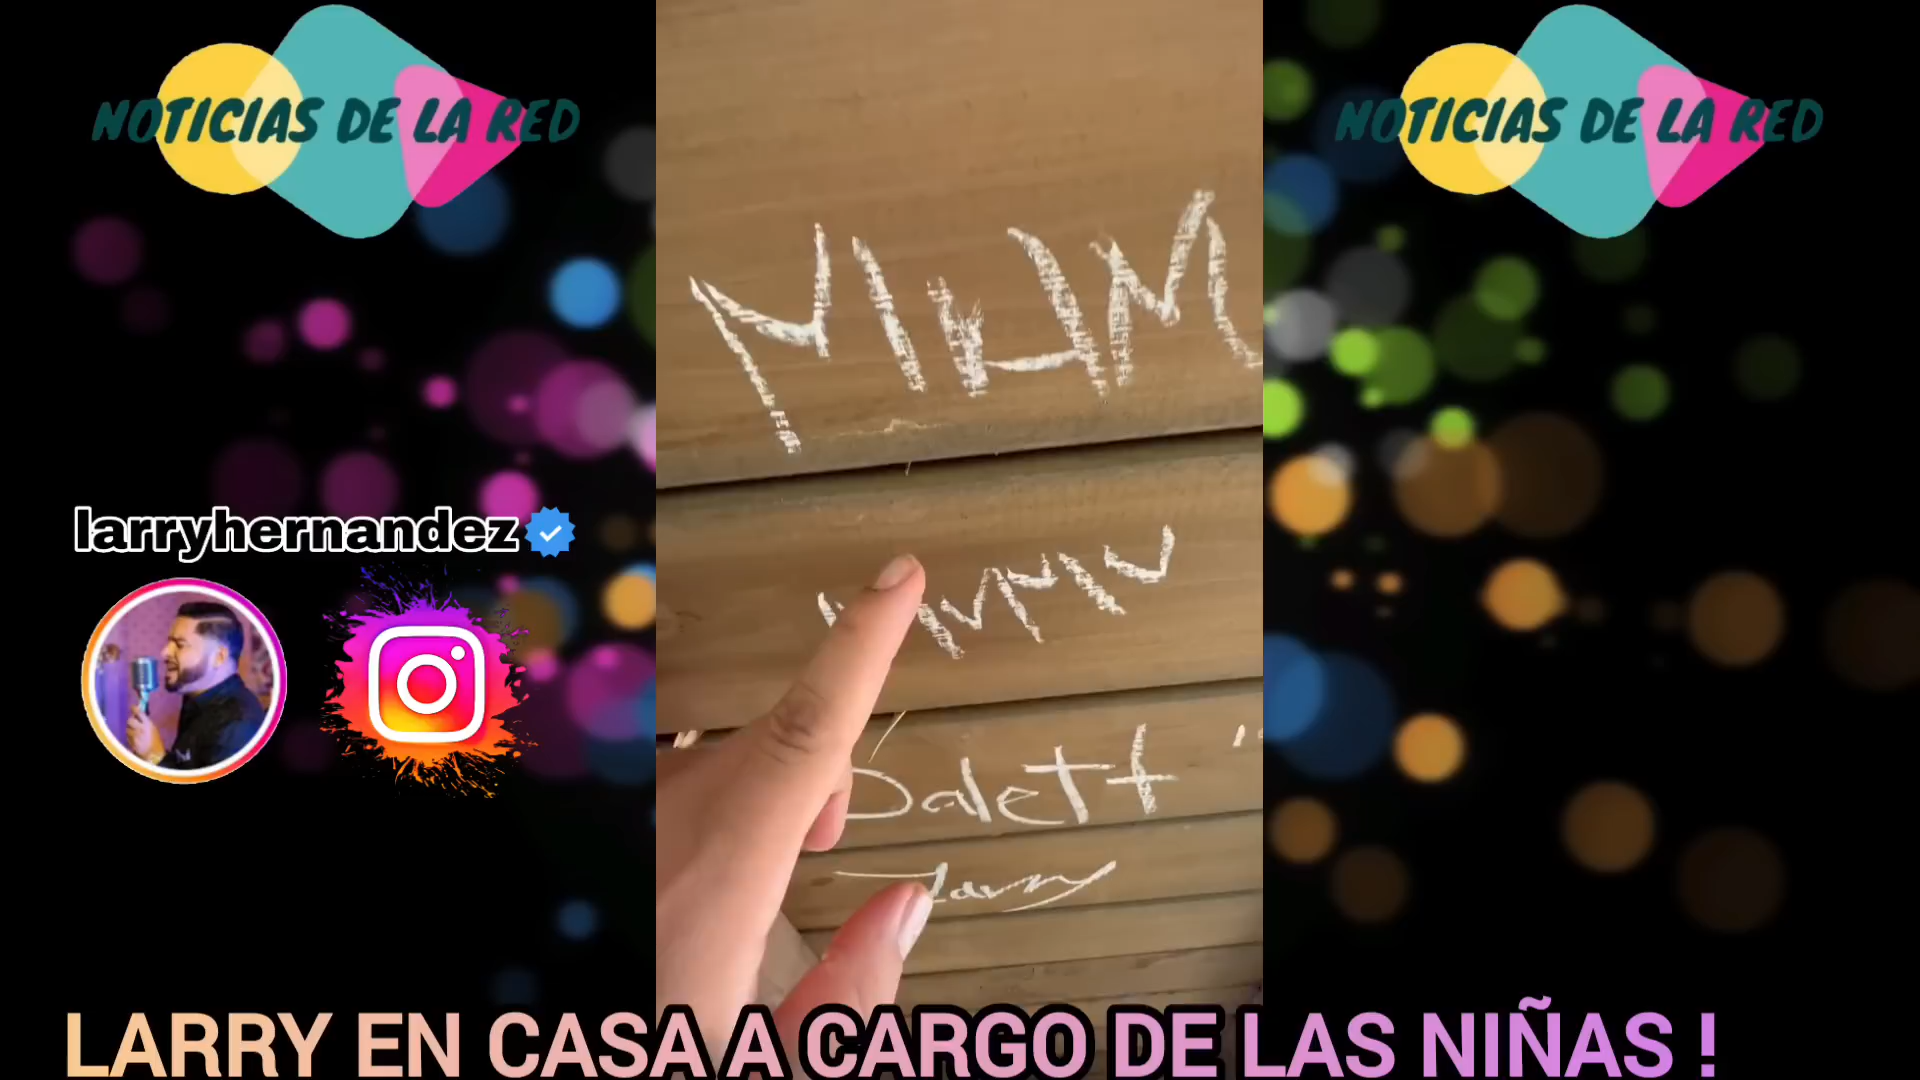 NOTICIAS DE LA RED
NOTICIAS DE LA RED
larryhernandez
Dalett
Larry
LARRY EN CASA A CARGO DE LAS NIÑAS !